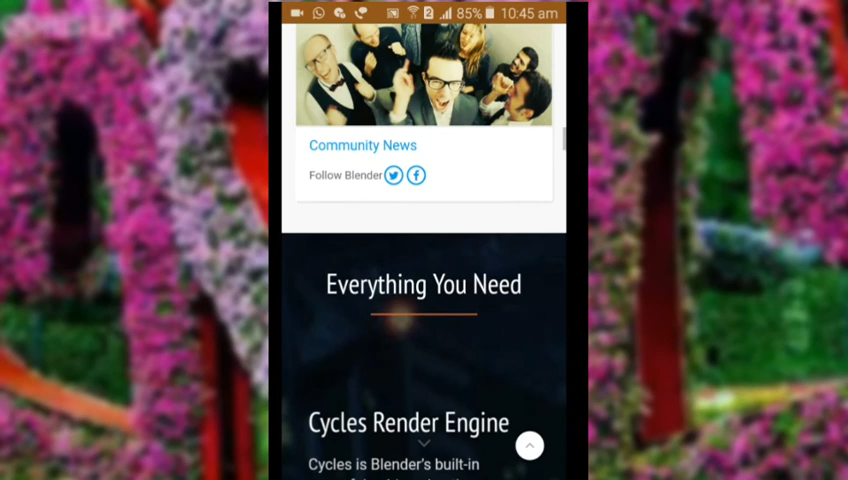 85% 10:45 am
Community News
Follow Blender
Everything You Need
Cycles Render Engine
Cycles is Blender's built-in